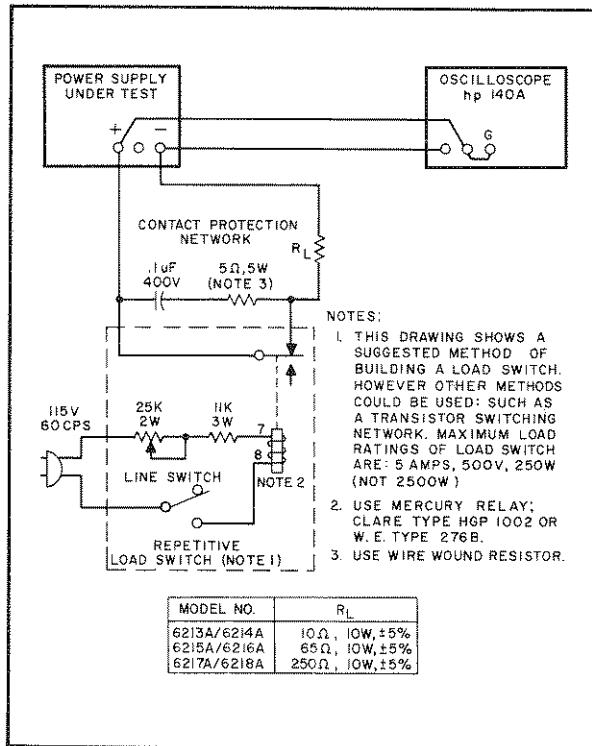 POWER SUPPLY
UNDER TEST
+ −
OSCILLOSCOPE
hp 140A
G
CONTACT PROTECTION
NETWORK
.1uF
400V
5Ω,5W
(NOTE 3)
RL
115V
60CPS
25K
2W
11K
3W
7
8
NOTE 2
LINE SWITCH
REPETITIVE
LOAD SWITCH (NOTE 1)
NOTES:
1. THIS DRAWING SHOWS A
SUGGESTED METHOD OF
BUILDING A LOAD SWITCH.
HOWEVER OTHER METHODS
COULD BE USED: SUCH AS
A TRANSISTOR SWITCHING
NETWORK. MAXIMUM LOAD
RATINGS OF LOAD SWITCH
ARE: 5 AMPS, 500V, 250W
(NOT 2500W)
2. USE MERCURY RELAY;
CLARE TYPE HGP 1002 OR
W.E. TYPE 276B.
3. USE WIRE WOUND RESISTOR.
MODEL NO. RL
6213A/6214A 10Ω, 10W,±5%
6215A/6216A 65Ω, 10W,±5%
6217A/6218A 250Ω, 10W,±5%